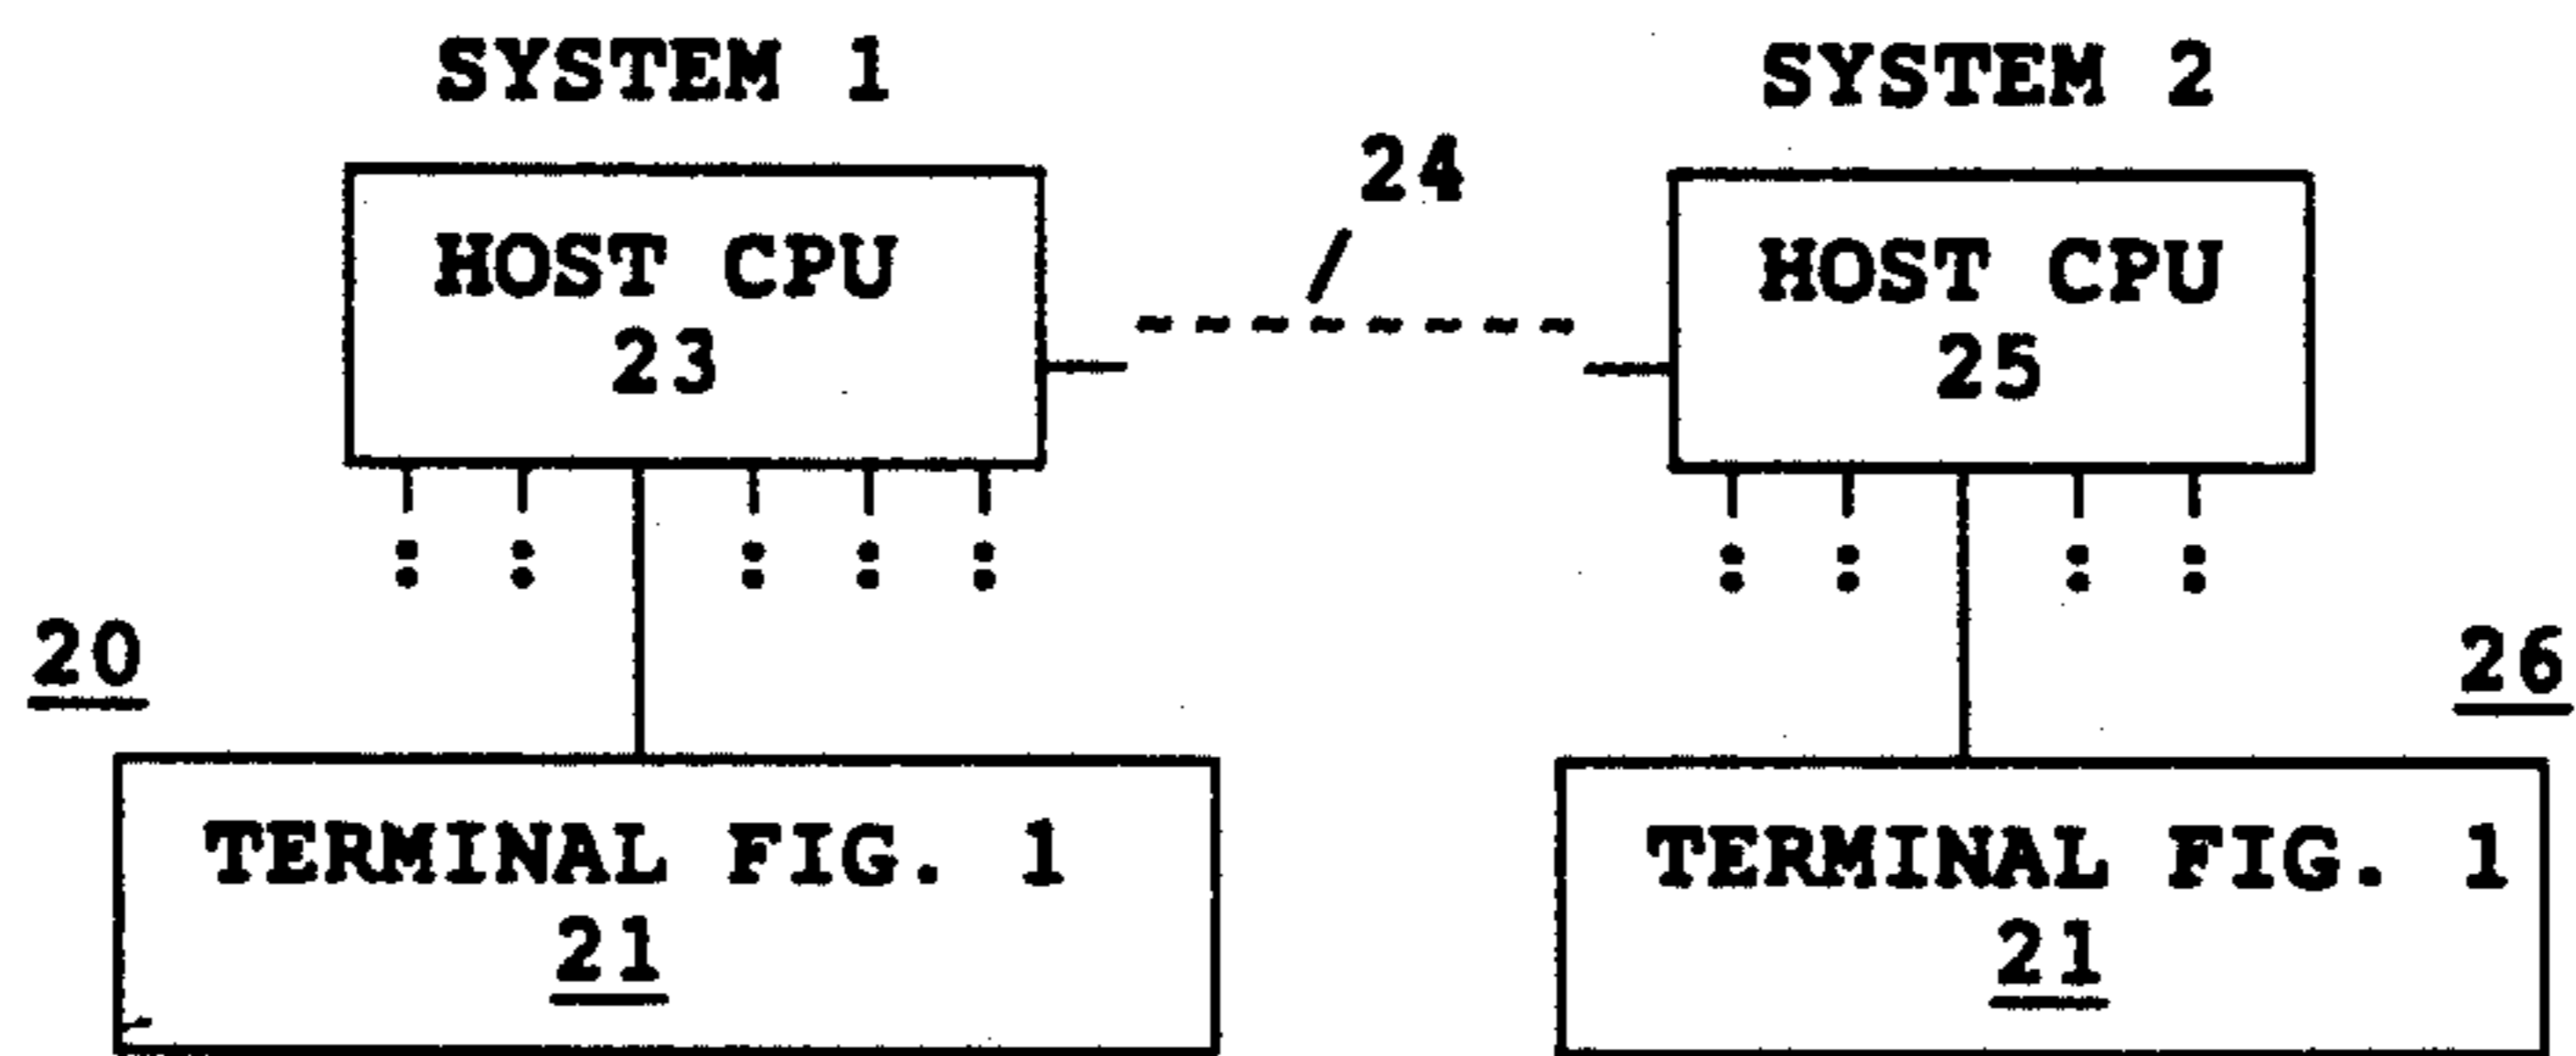 SYSTEM 1
SYSTEM 2
24
HOST CPU
23
HOST CPU
25
20
26
TERMINAL FIG. 1
21
TERMINAL FIG. 1
21